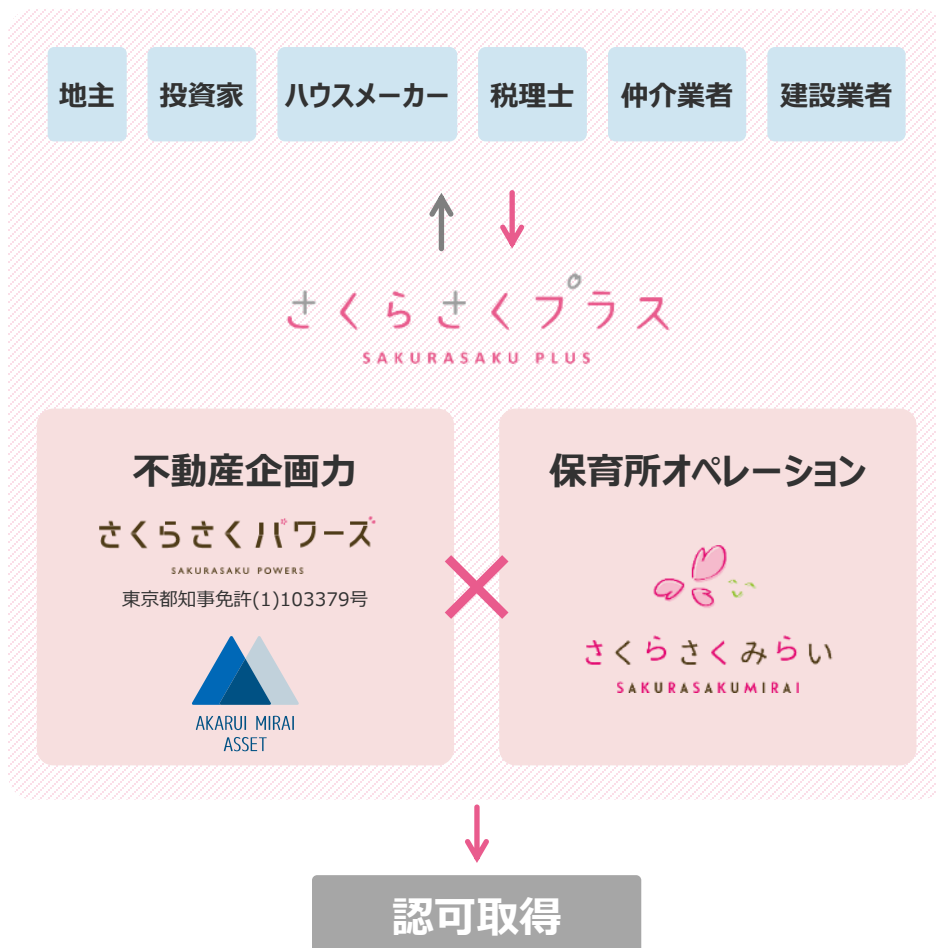 地主 投資家 ハウスメーカー 税理士 仲介業者 建設業者
さくらさくプラス
SAKURASAKU PLUS
不動産企画力
さくらさくパワーズ
SAKURASAKU POWERS
東京都知事免許(1)103379号
AKARUI MIRAI
ASSET
保育所オペレーション
さくらさくみらい
SAKURASAKUMIRAI
認可取得